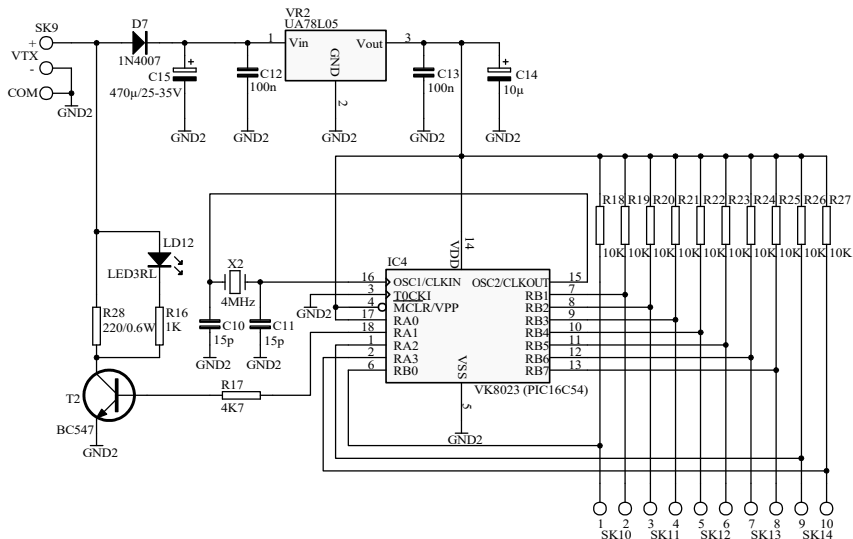 SK9
+
VTX
-
COM
GND2
D7
1N4007
C15
+
470μ/25-35V
GND2
C12
100n
GND2
VR2
UA78L05
1
Vin
Vout
3
GND
2
GND2
C13
100n
GND2
+
C14
10μ
GND2
R18
R19
R20
R21
R22
R23
R24
R25
R26
R27
10K
10K
10K
10K
10K
10K
10K
10K
10K
10K
LD12
LED3RL
R28
220/0.6W
R16
1K
X2
4MHz
C10
15p
GND2
C11
15p
GND2
GND2
IC4
14
VDD
16
OSC1/CLKIN
3
T0CKI
4
MCLR/VPP
17
RA0
18
RA1
1
RA2
2
RA3
6
RB0
OSC2/CLKOUT
15
RB1
7
RB2
8
RB3
9
RB4
10
RB5
11
RB6
12
RB7
13
VSS
5
VK8023 (PIC16C54)
GND2
T2
BC547
GND2
R17
4K7
1 2 3 4 5 6 7 8 9 10
SK10 SK11 SK12 SK13 SK14